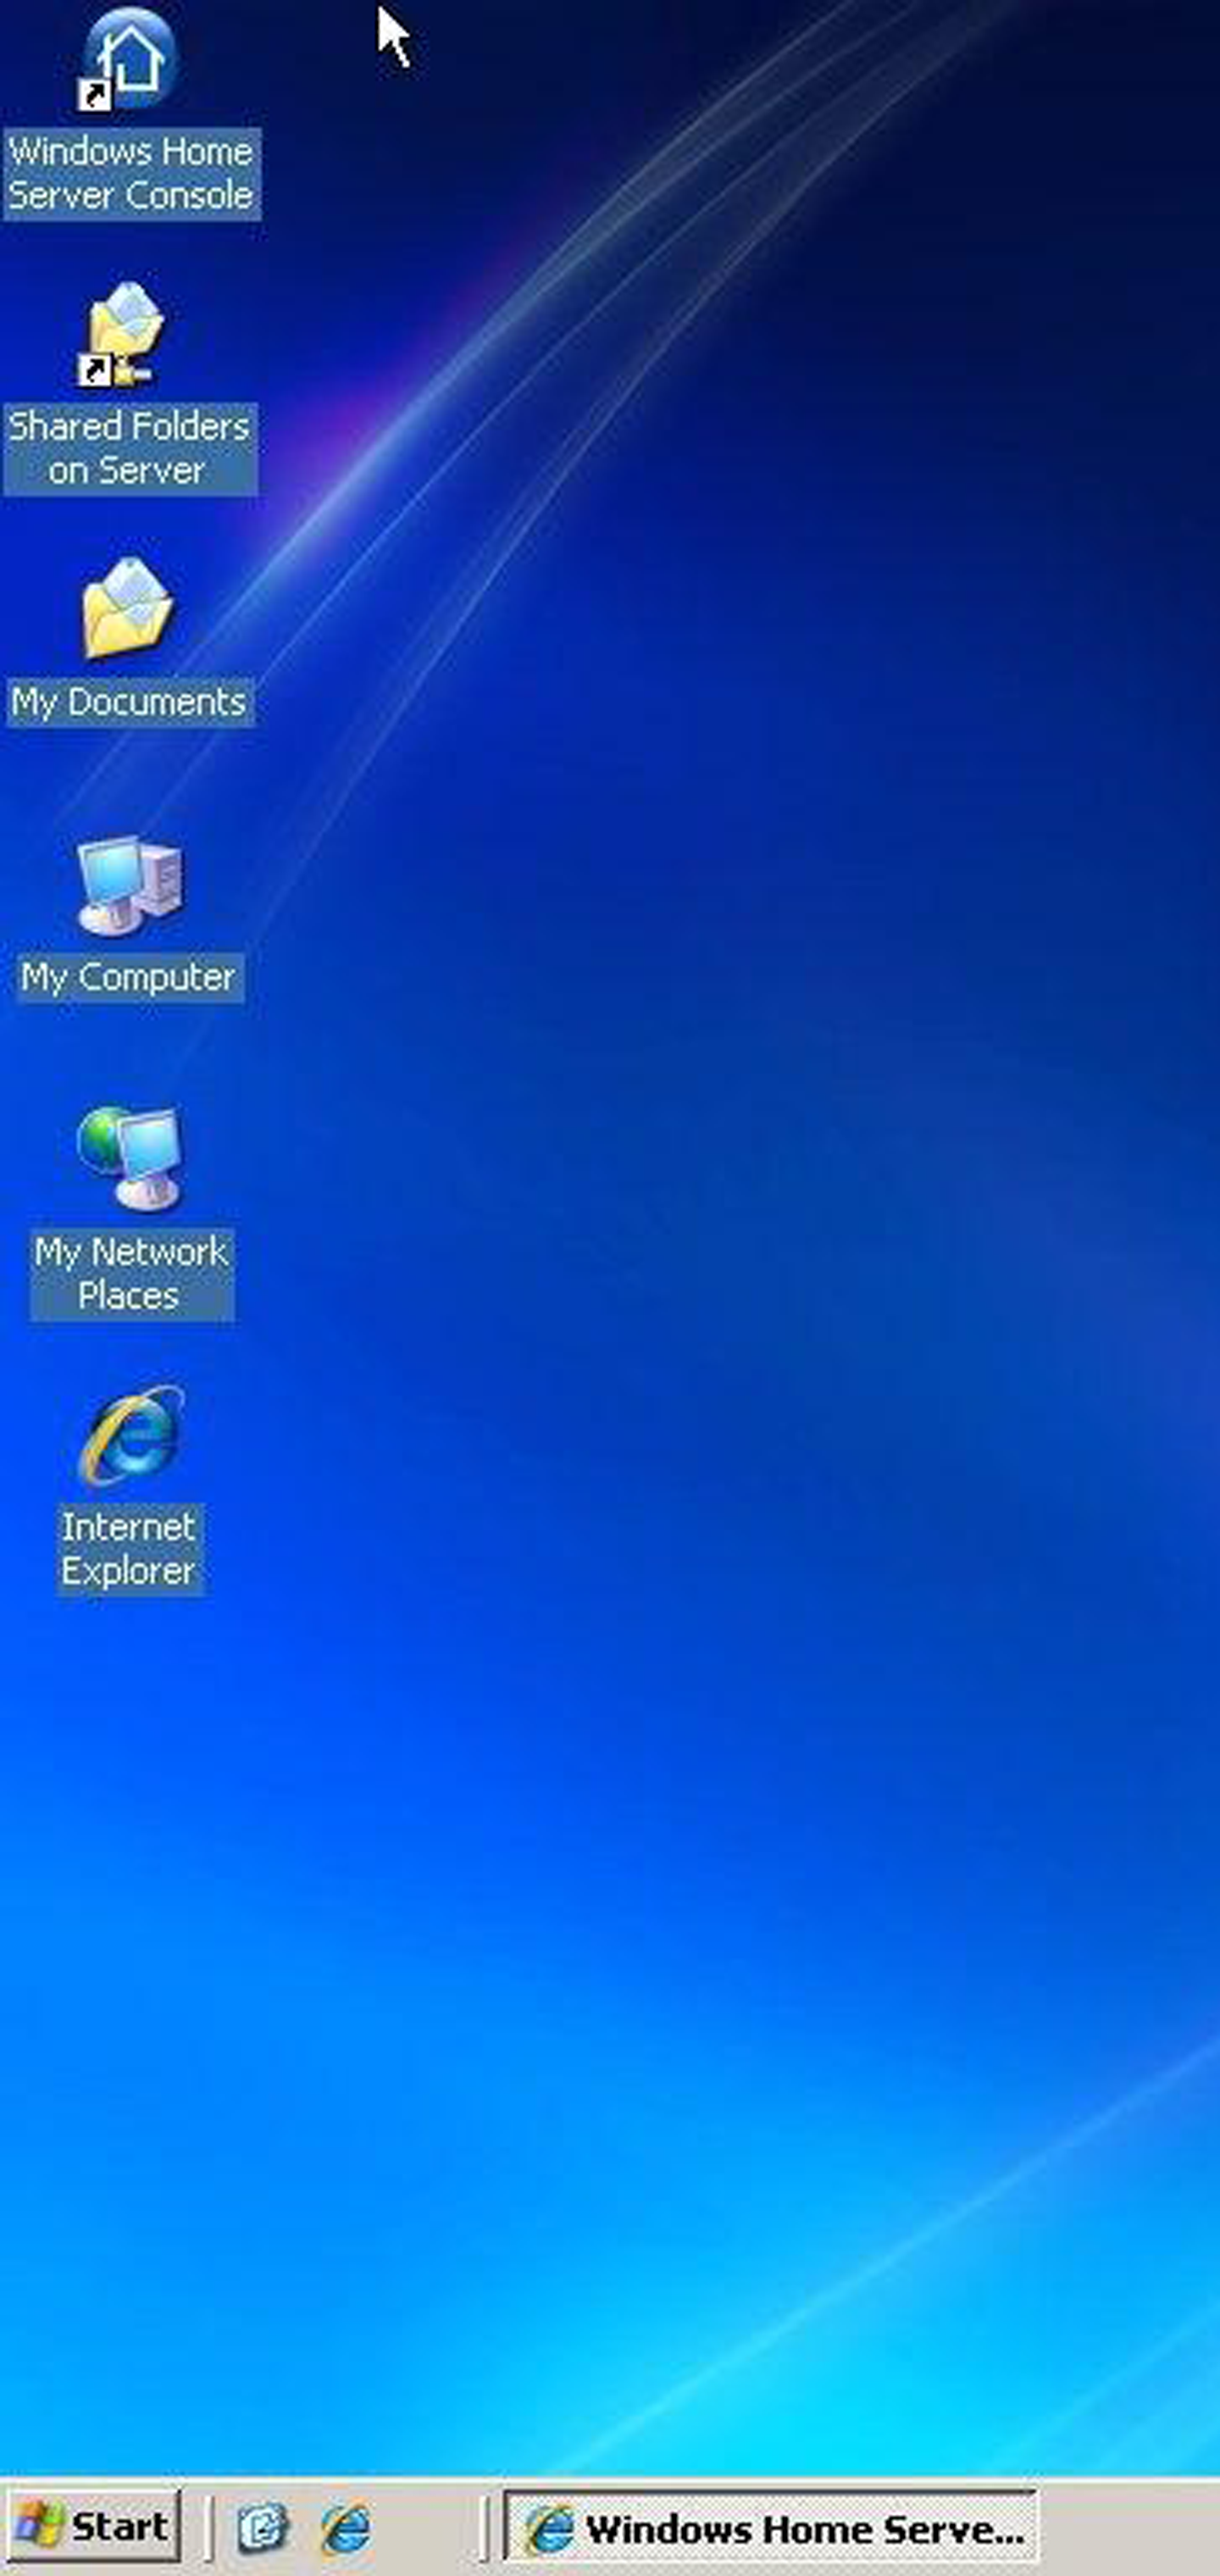 Windows Home
Server Console
Shared Folders
on Server
My Documents
My Computer
My Network
Places
Internet
Explorer
Start
Windows Home Serve...